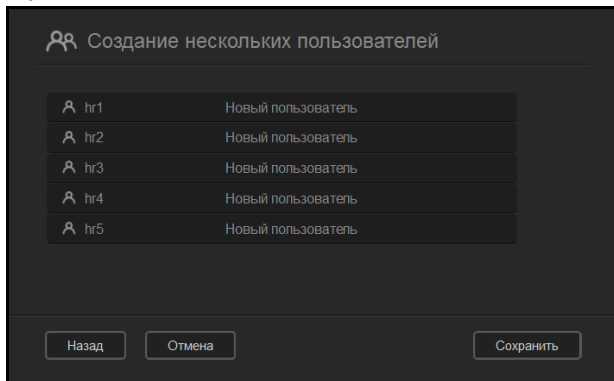 Создание нескольких пользователей
hr1 Новый пользователь
hr2 Новый пользователь
hr3 Новый пользователь
hr4 Новый пользователь
hr5 Новый пользователь
Назад Отмена Сохранить